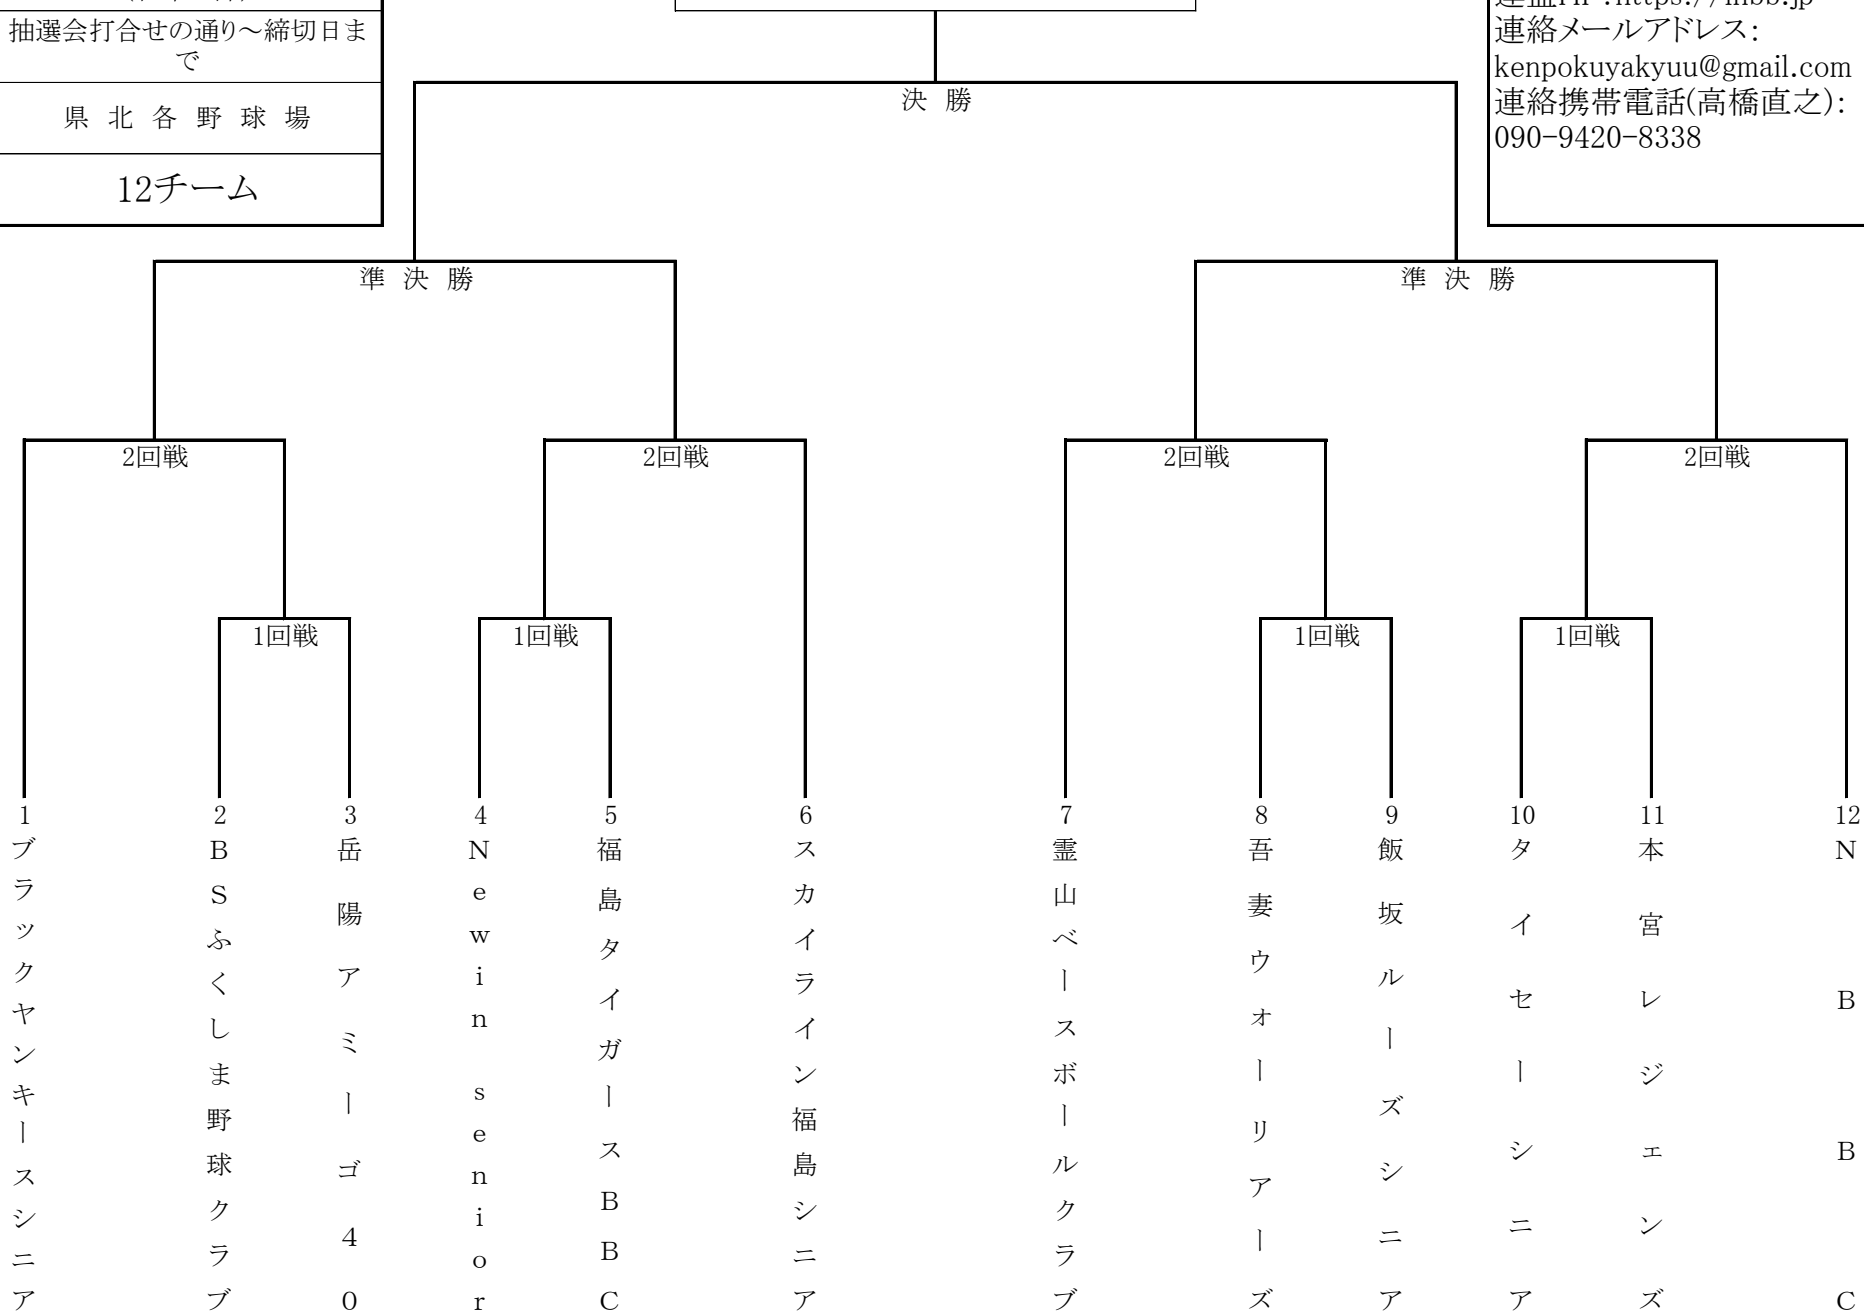 抽選会打合せの通り～締切日ま
で
県北各野球場
12チーム
連盟HP:https://nbb.jp
連絡メールアドレス:
kenpokuyakyuu@gmail.com
連絡携帯電話(高橋直之):
090-9420-8338
決勝
準決勝
準決勝
2回戦
2回戦
2回戦
2回戦
1回戦
1回戦
1回戦
1回戦
1
ブラックヤンキースシニア
2
BSふくしま野球クラブ
3
岳陽アミーゴ40
4
Newin senior
5
福島タイガースBBC
6
スカイライン福島シニア
7
霊山ベースボールクラブ
8
吾妻ウォーリアーズ
9
飯坂ルーズシニア
10
タイセーシニア
11
本宮レジェンズ
12
NBBC